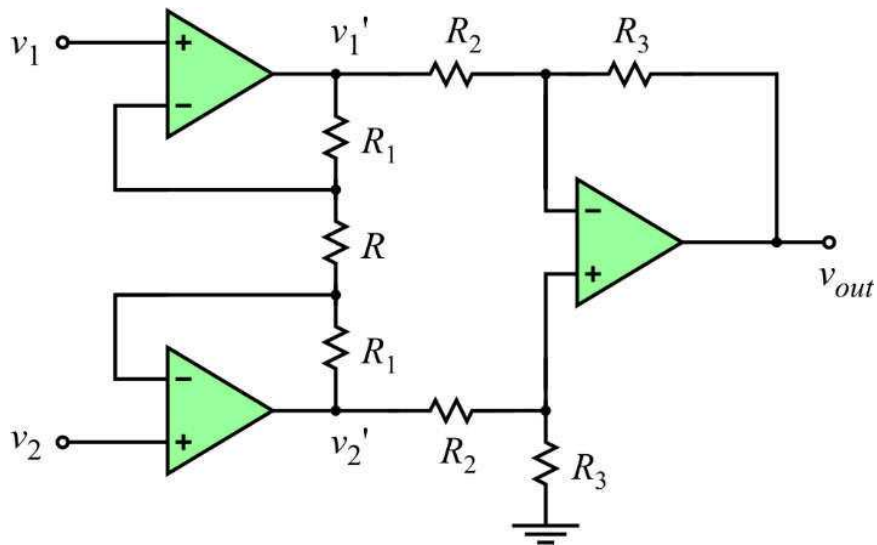 v1 + v1' R2 R3
−
R1
R
−
+
vout
R1
−
v2 + v2' R2 R3